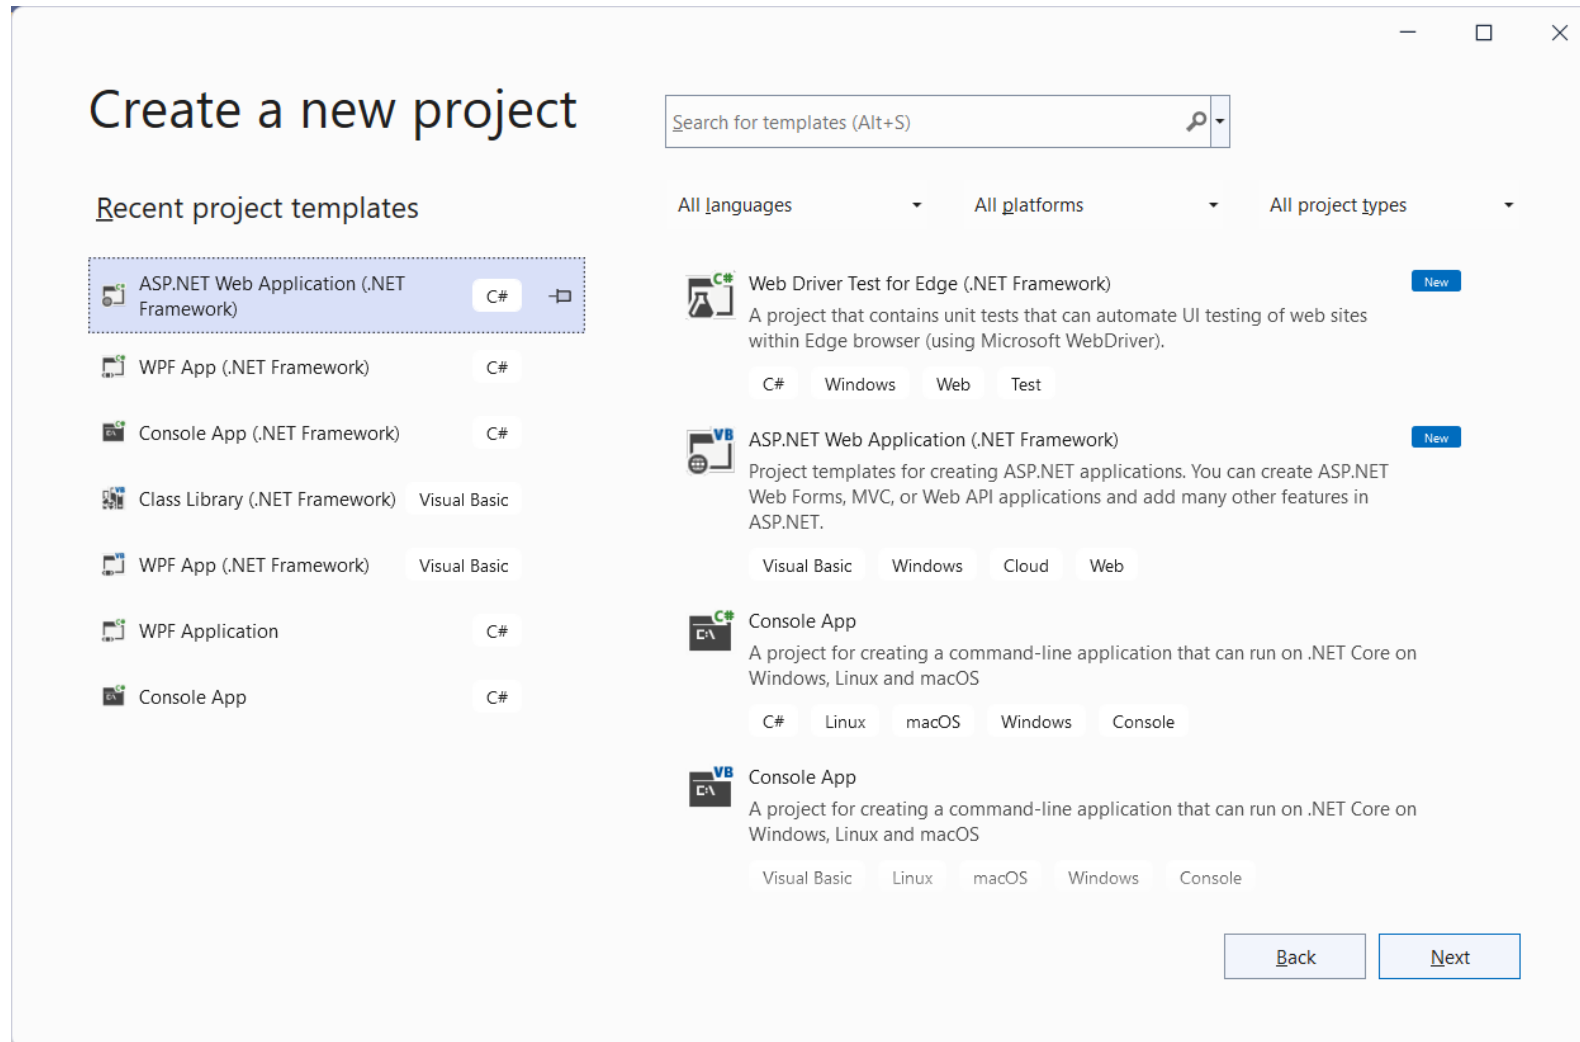 Create a new project
Search for templates (Alt+S)
Recent project templates
All languages
All platforms
All project types
ASP.NET Web Application (.NET
Framework)
C#
WPF App (.NET Framework)
C#
Console App (.NET Framework)
C#
Class Library (.NET Framework)
Visual Basic
WPF App (.NET Framework)
Visual Basic
WPF Application
C#
Console App
C#
C#
Web Driver Test for Edge (.NET Framework)
New
A project that contains unit tests that can automate UI testing of web sites
within Edge browser (using Microsoft WebDriver).
C# Windows Web Test
VB
ASP.NET Web Application (.NET Framework)
New
Project templates for creating ASP.NET applications. You can create ASP.NET
Web Forms, MVC, or Web API applications and add many other features in
ASP.NET.
Visual Basic Windows Cloud Web
C#
C:\
Console App
A project for creating a command-line application that can run on .NET Core on
Windows, Linux and macOS
C# Linux macOS Windows Console
VB
C:\
Console App
A project for creating a command-line application that can run on .NET Core on
Windows, Linux and macOS
Visual Basic Linux macOS Windows Console
Back
Next